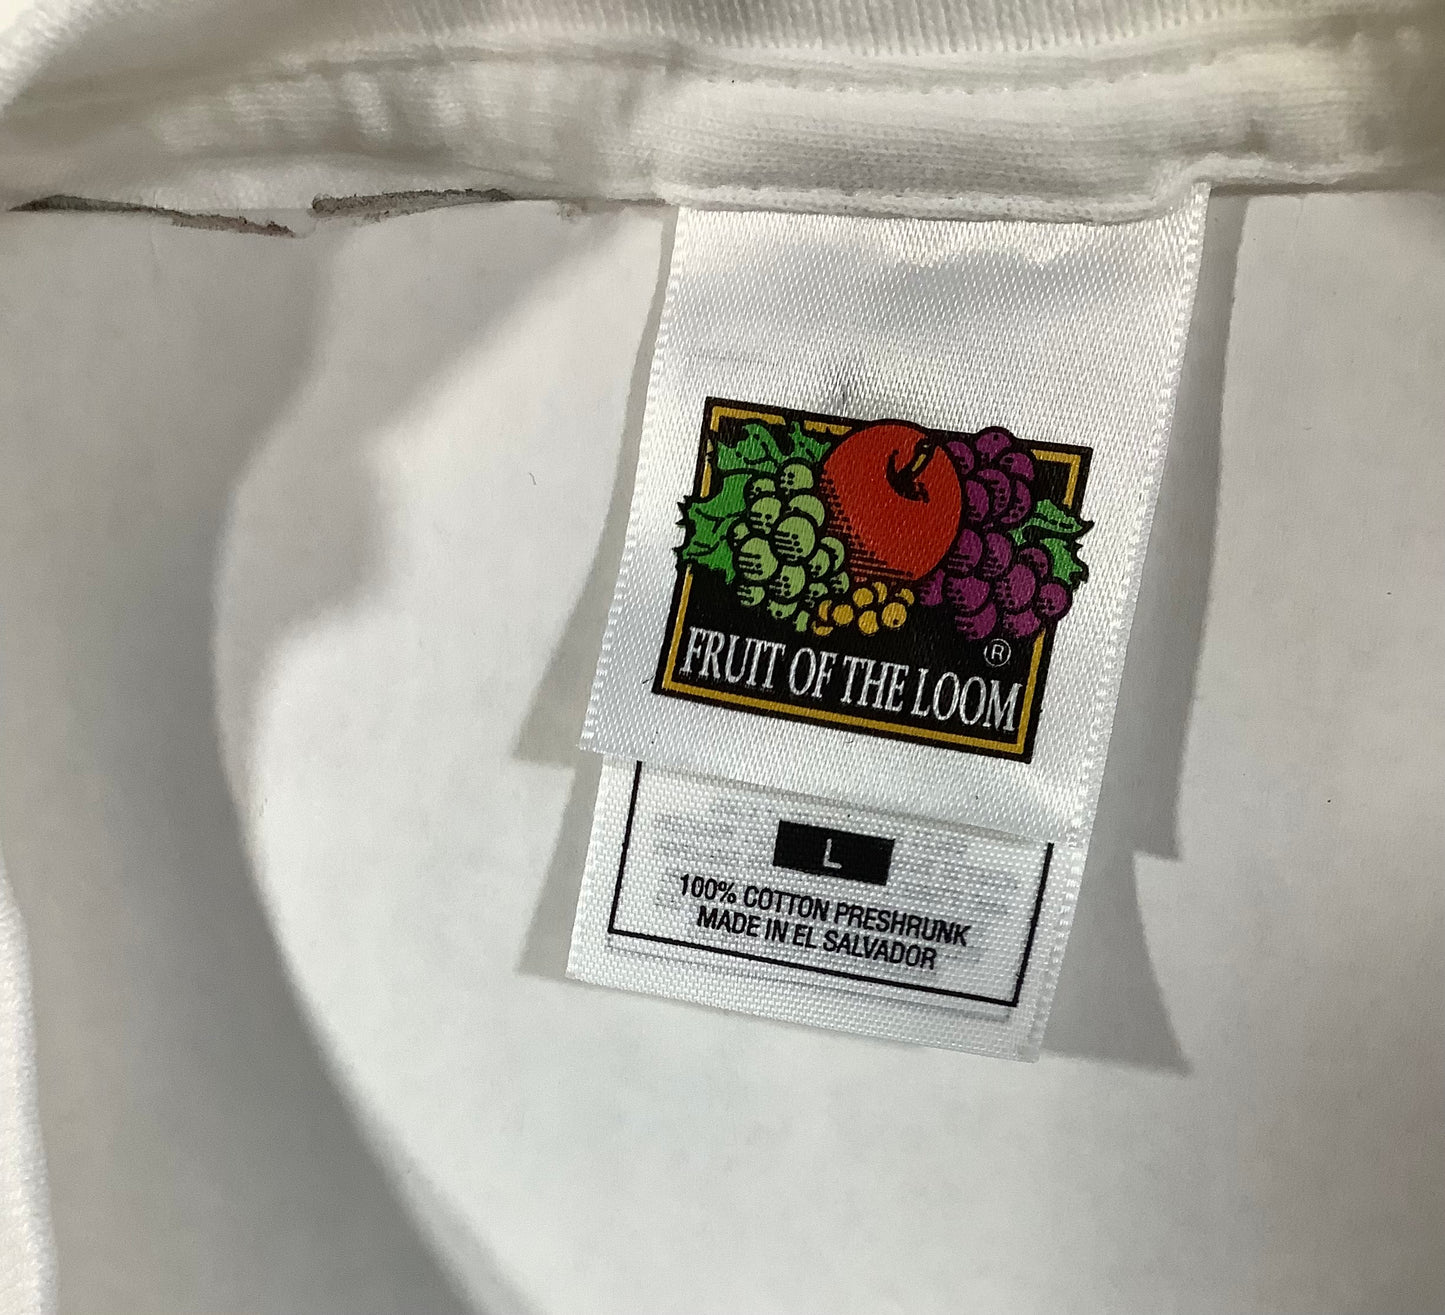 ®
FRUIT OF THE LOOM
L
100% COTTON PRESHRUNK
MADE IN EL SALVADOR